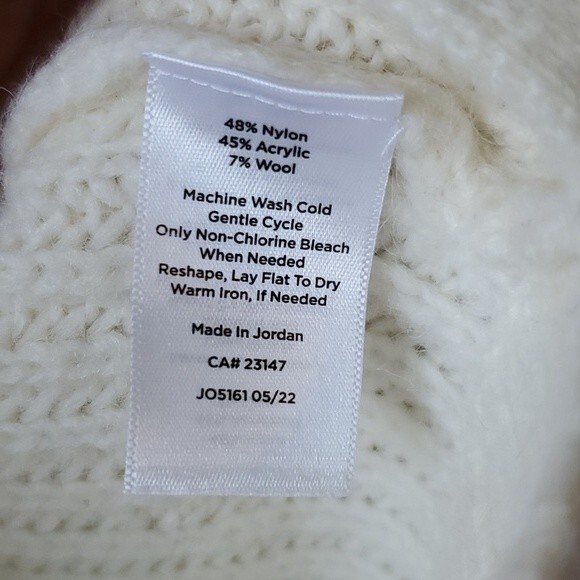 48% Nylon
45% Acrylic
7% Wool
Machine Wash Cold
Gentle Cycle
Only Non-Chlorine Bleach
When Needed
Reshape, Lay Flat To Dry
Warm Iron, If Needed
Made In Jordan
CA# 23147
JO5161 05/22